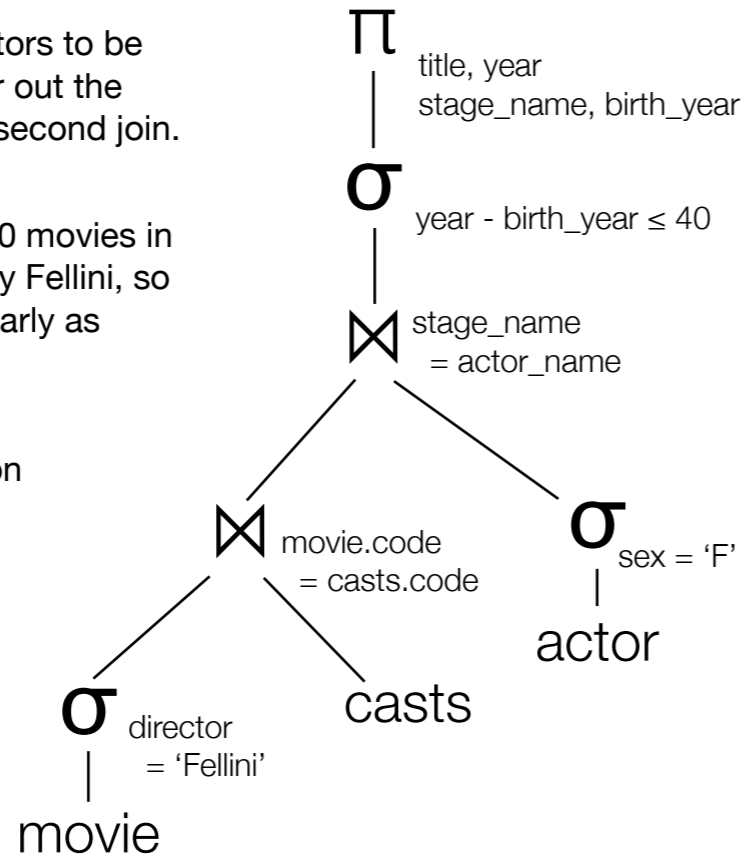 tors to be
r out the
second join.
0 movies in
y Fellini, so
arly as
on
π
title, year
stage_name, birth_year
σ
year - birth_year ≤ 40
⋈
stage_name
= actor_name
⋈
movie.code
= casts.code
σ
sex = ‘F’
actor
σ
director
= ‘Fellini’
casts
movie